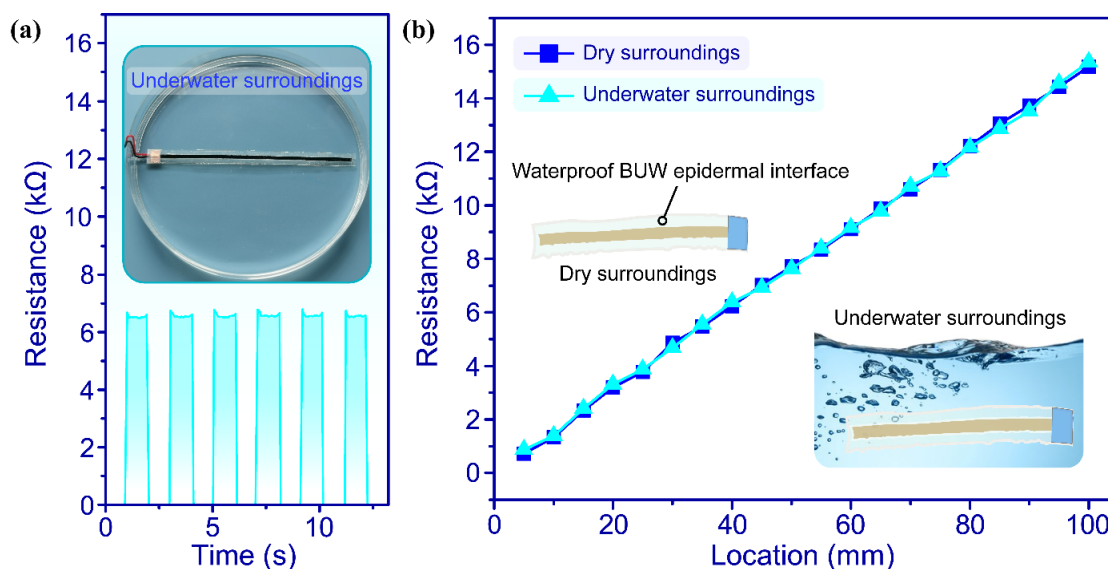 (a)
16
14
12
10
8
6
4
2
0
Resistance (kΩ)
Underwater surroundings
0
5
10
Time (s)
(b)
16
14
12
10
8
6
4
2
0
Resistance (kΩ)
Dry surroundings
Underwater surroundings
Waterproof BUW epidermal interface
Dry surroundings
Underwater surroundings
0
20
40
60
80
100
Location (mm)